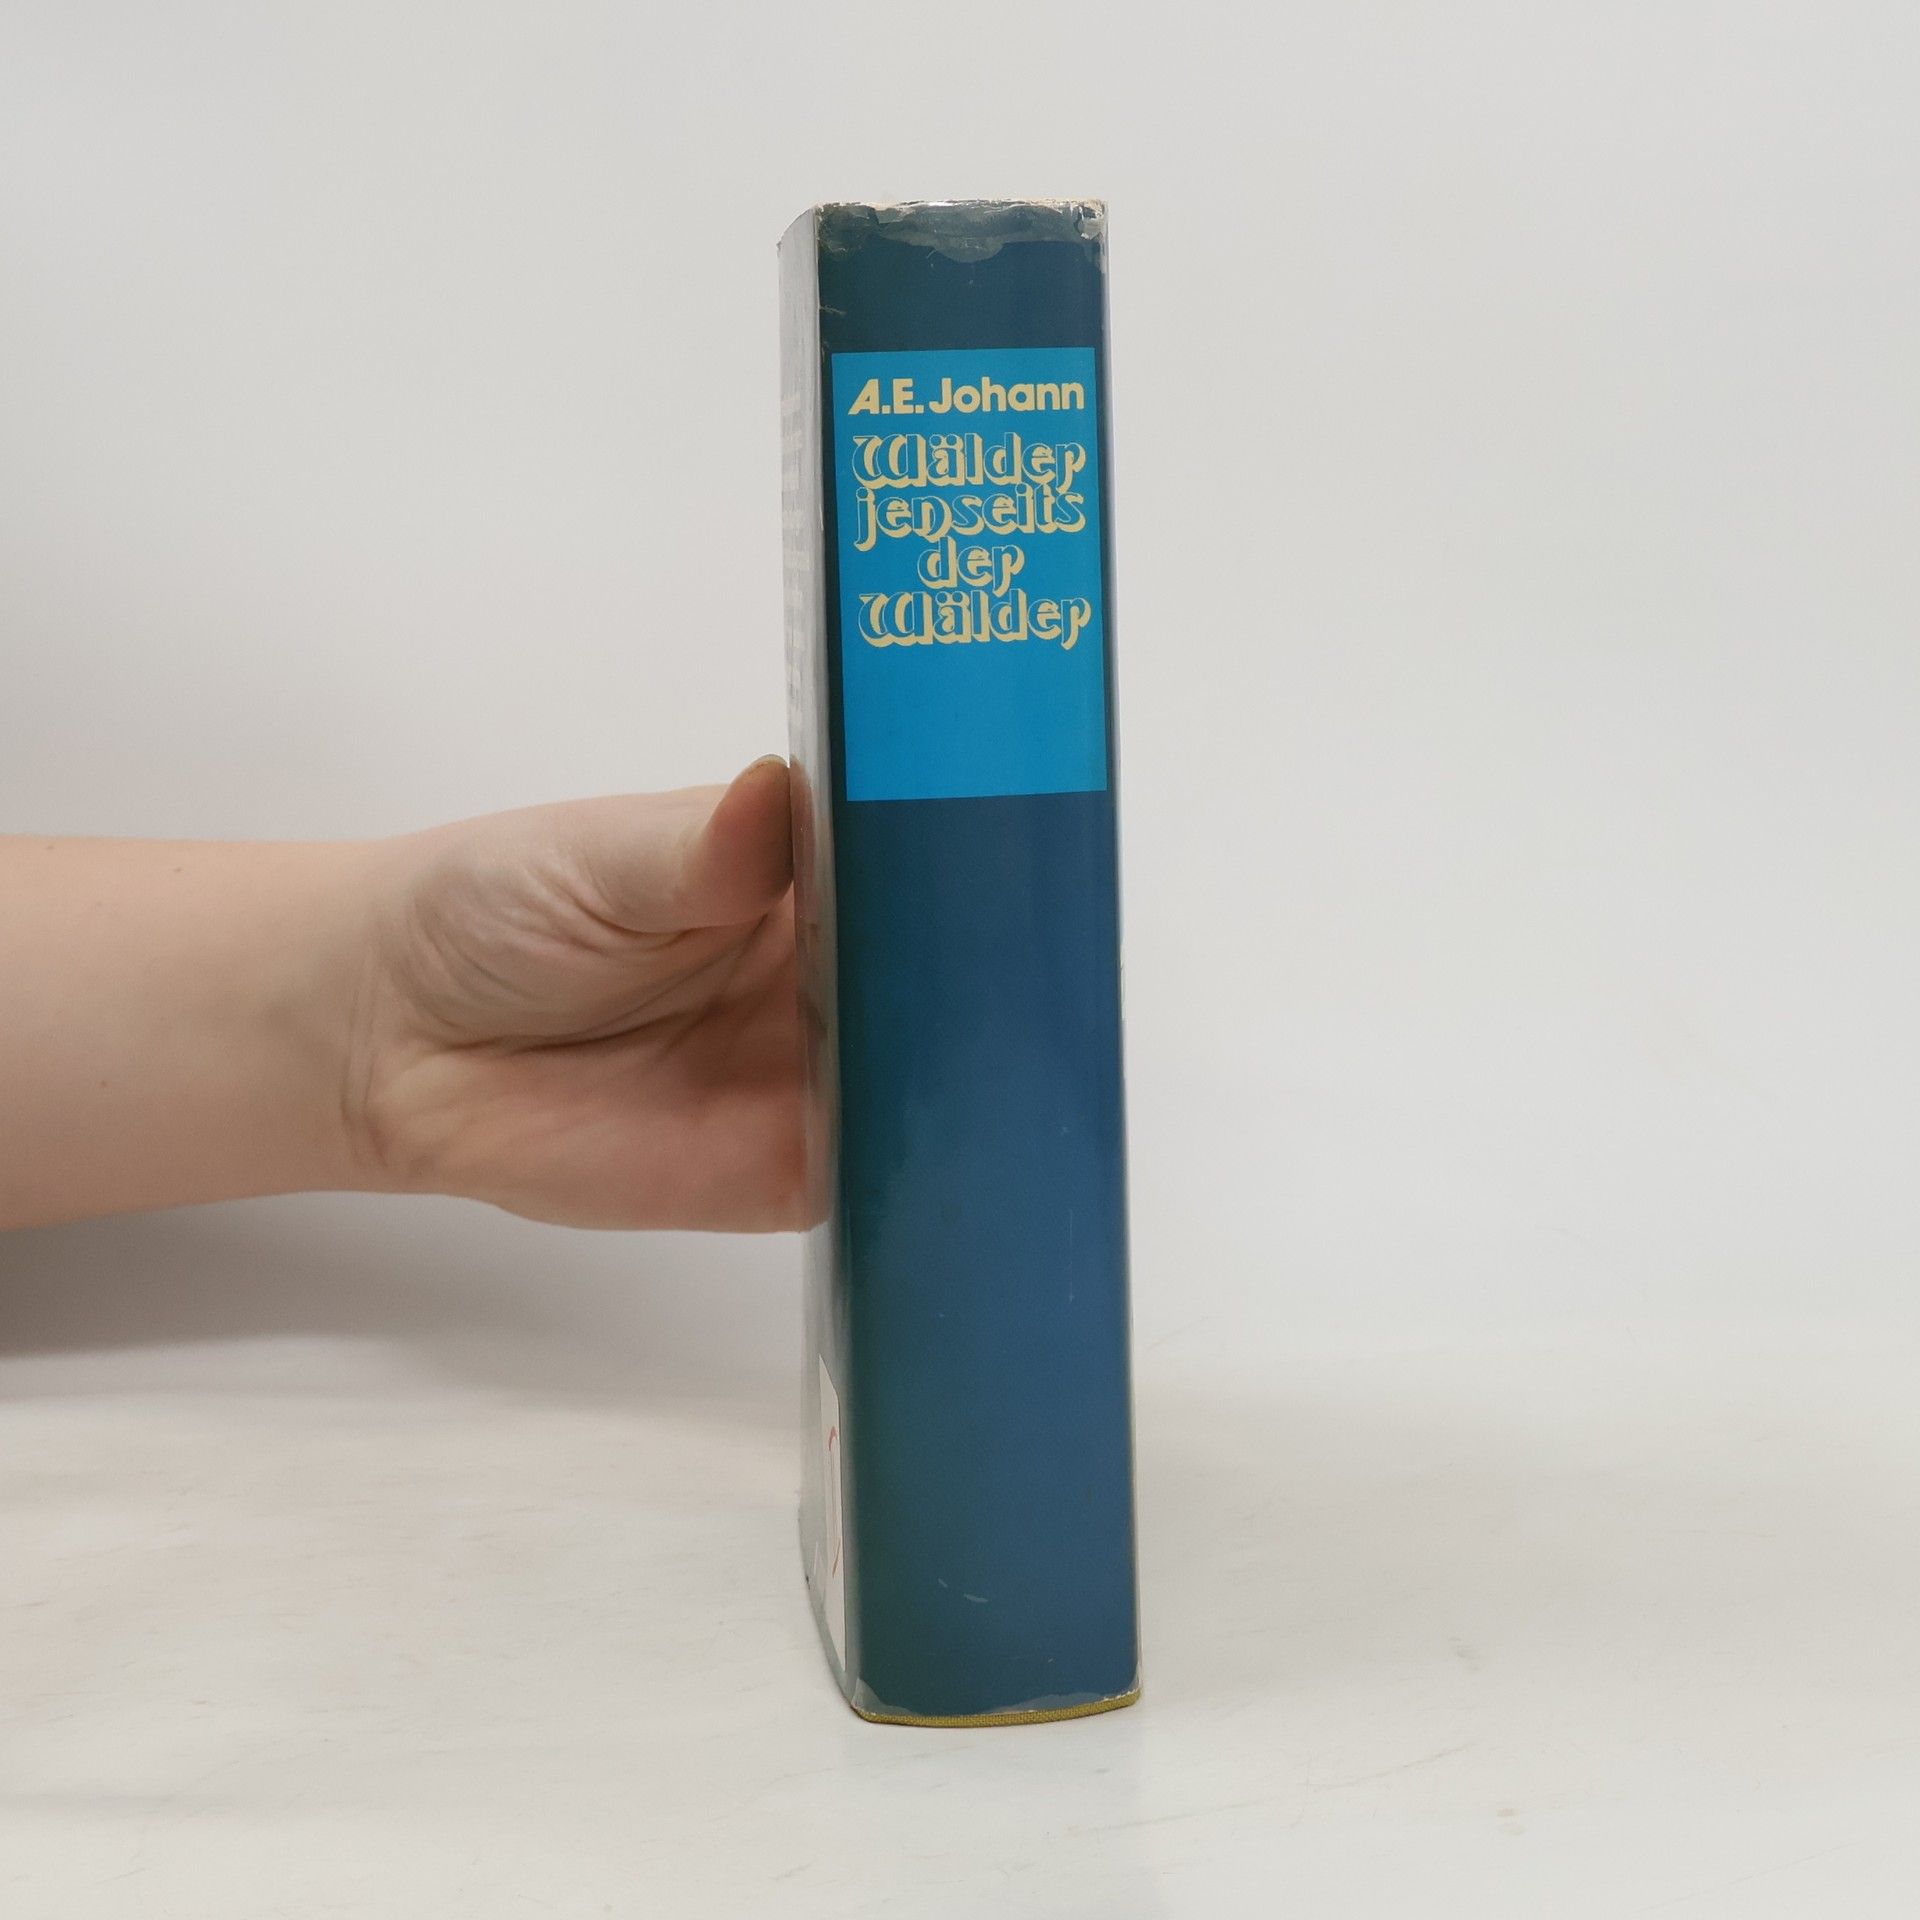 A.E. Johann
Wälder
jenseits
der
Wälder